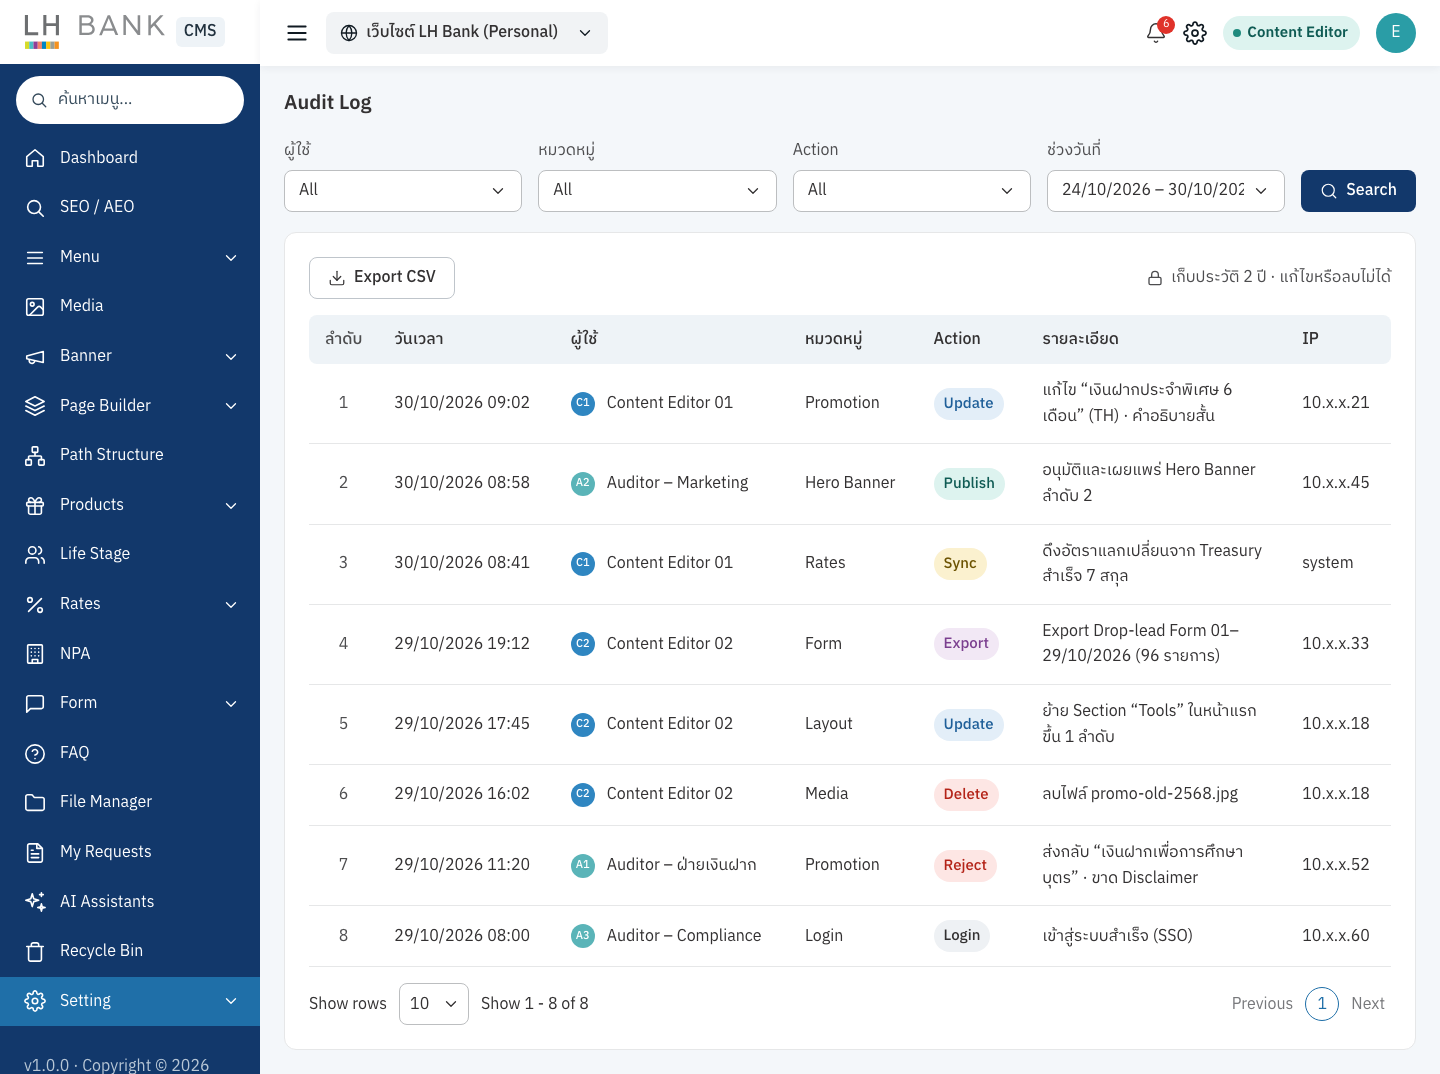 LH BANK CMS
เว็บไซต์ LH Bank (Personal)
6
Content Editor
E
ค้นหาเมนู...
Dashboard
SEO / AEO
Menu
Media
Banner
Page Builder
Path Structure
Products
Life Stage
Rates
NPA
Form
FAQ
File Manager
My Requests
AI Assistants
Recycle Bin
Setting
v1.0.0 · Copyright © 2026
Audit Log
ผู้ใช้ หมวดหมู่ Action ช่วงวันที่
All All All 24/10/2026 – 30/10/202 Search
Export CSV
เก็บประวัติ 2 ปี · แก้ไขหรือลบไม่ได้
ลำดับ วันเวลา ผู้ใช้ หมวดหมู่ Action รายละเอียด IP
1 30/10/2026 09:02 C1 Content Editor 01 Promotion Update แก้ไข “เงินฝากประจำพิเศษ 6
เดือน” (TH) · คำอธิบายสั้น 10.x.x.21
2 30/10/2026 08:58 A2 Auditor – Marketing Hero Banner Publish อนุมัติและเผยแพร่ Hero Banner
ลำดับ 2 10.x.x.45
3 30/10/2026 08:41 C1 Content Editor 01 Rates Sync ดึงอัตราแลกเปลี่ยนจาก Treasury
สำเร็จ 7 สกุล system
4 29/10/2026 19:12 C2 Content Editor 02 Form Export Export Drop-lead Form 01–
29/10/2026 (96 รายการ) 10.x.x.33
5 29/10/2026 17:45 C2 Content Editor 02 Layout Update ย้าย Section “Tools” ในหน้าแรก
ขึ้น 1 ลำดับ 10.x.x.18
6 29/10/2026 16:02 C2 Content Editor 02 Media Delete ลบไฟล์ promo-old-2568.jpg 10.x.x.18
7 29/10/2026 11:20 A1 Auditor – ฝ่ายเงินฝาก Promotion Reject ส่งกลับ “เงินฝากเพื่อการศึกษา
บุตร” · ขาด Disclaimer 10.x.x.52
8 29/10/2026 08:00 A3 Auditor – Compliance Login Login เข้าสู่ระบบสำเร็จ (SSO) 10.x.x.60
Show rows 10 Show 1 - 8 of 8
Previous 1 Next